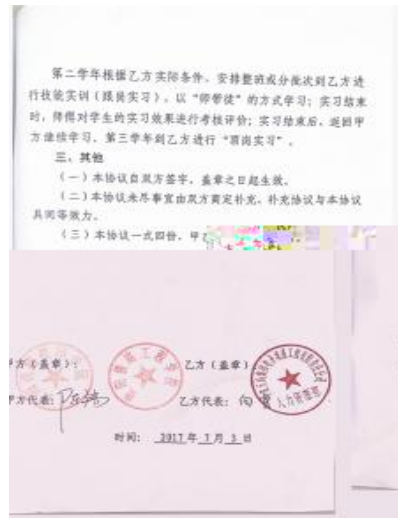 第二学年根据乙方实际条件、安排整班或分批次到乙方进
行技能实训（跟岗实习），以“师带徒”的方式学习；实习结束
时，师傅对学生的实习效果进行考核评价；实习结束后，返回甲
方继续学习。第三学年到乙方进行“顶岗实习”。
三、其他
（一）本协议自双方签字、盖章之日起生效。
（二）本协议未尽事宜由双方商定补充，补充协议与本协议
具同等效力。
（三）本协议一式四份，甲
甲方（盖章）： 乙方（盖章）
甲方代表： 乙方代表：
人力资源部
时间： 2017 年 7 月 3 日